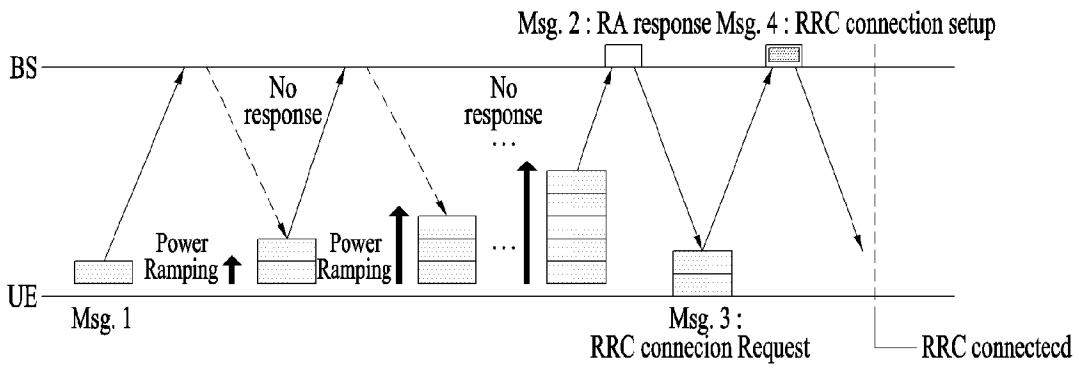 Msg. 2 : RA response Msg. 4 : RRC connection setup
BS
No
response
No
response
...
Power
Ramping
Power
Ramping
...
UE
Msg. 1
Msg. 3 :
RRC connecion Request
RRC connectecd